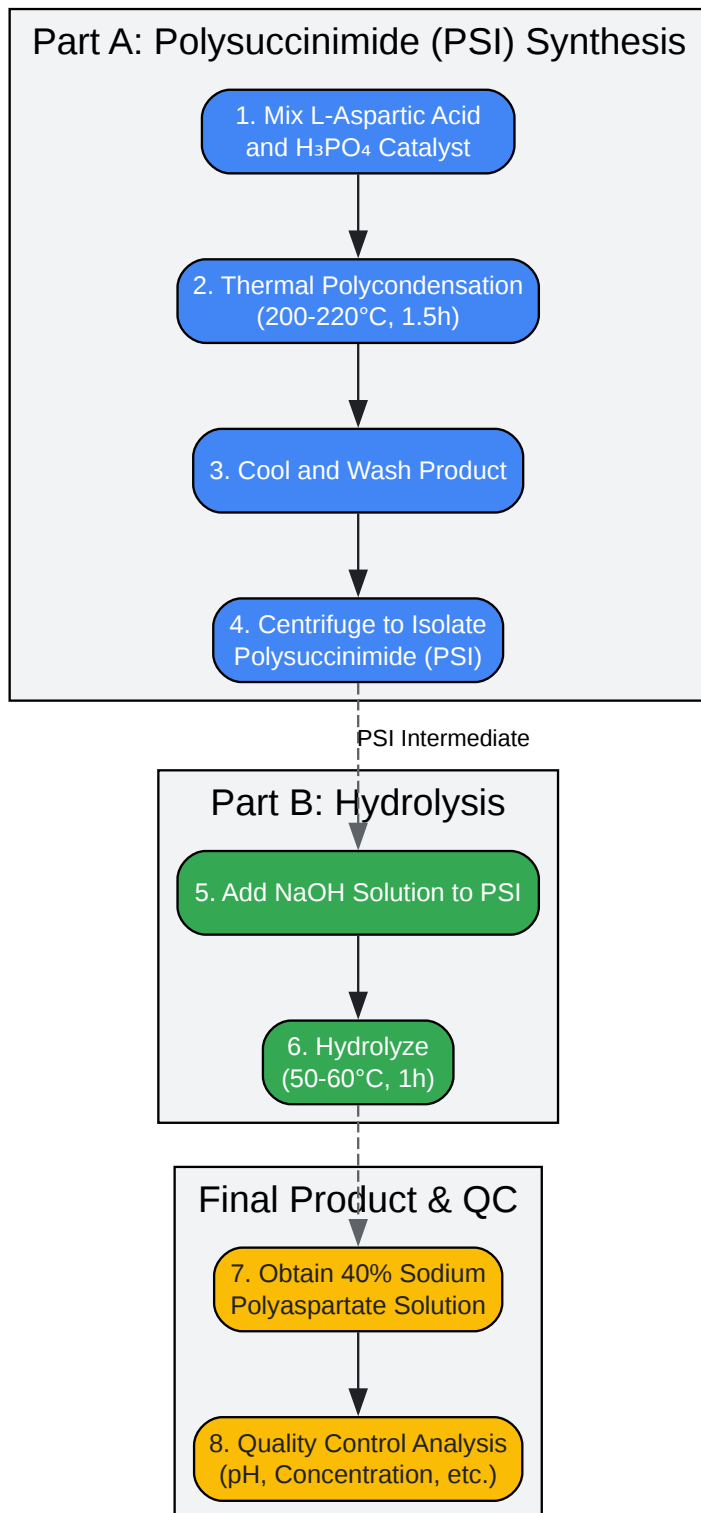 Part A: Polysuccinimide (PSI) Synthesis
1. Mix L-Aspartic Acid
and H₃PO₄ Catalyst
2. Thermal Polycondensation
(200-220°C, 1.5h)
3. Cool and Wash Product
4. Centrifuge to Isolate
Polysuccinimide (PSI)
PSI Intermediate
Part B: Hydrolysis
5. Add NaOH Solution to PSI
6. Hydrolyze
(50-60°C, 1h)
Final Product & QC
7. Obtain 40% Sodium
Polyaspartate Solution
8. Quality Control Analysis
(pH, Concentration, etc.)